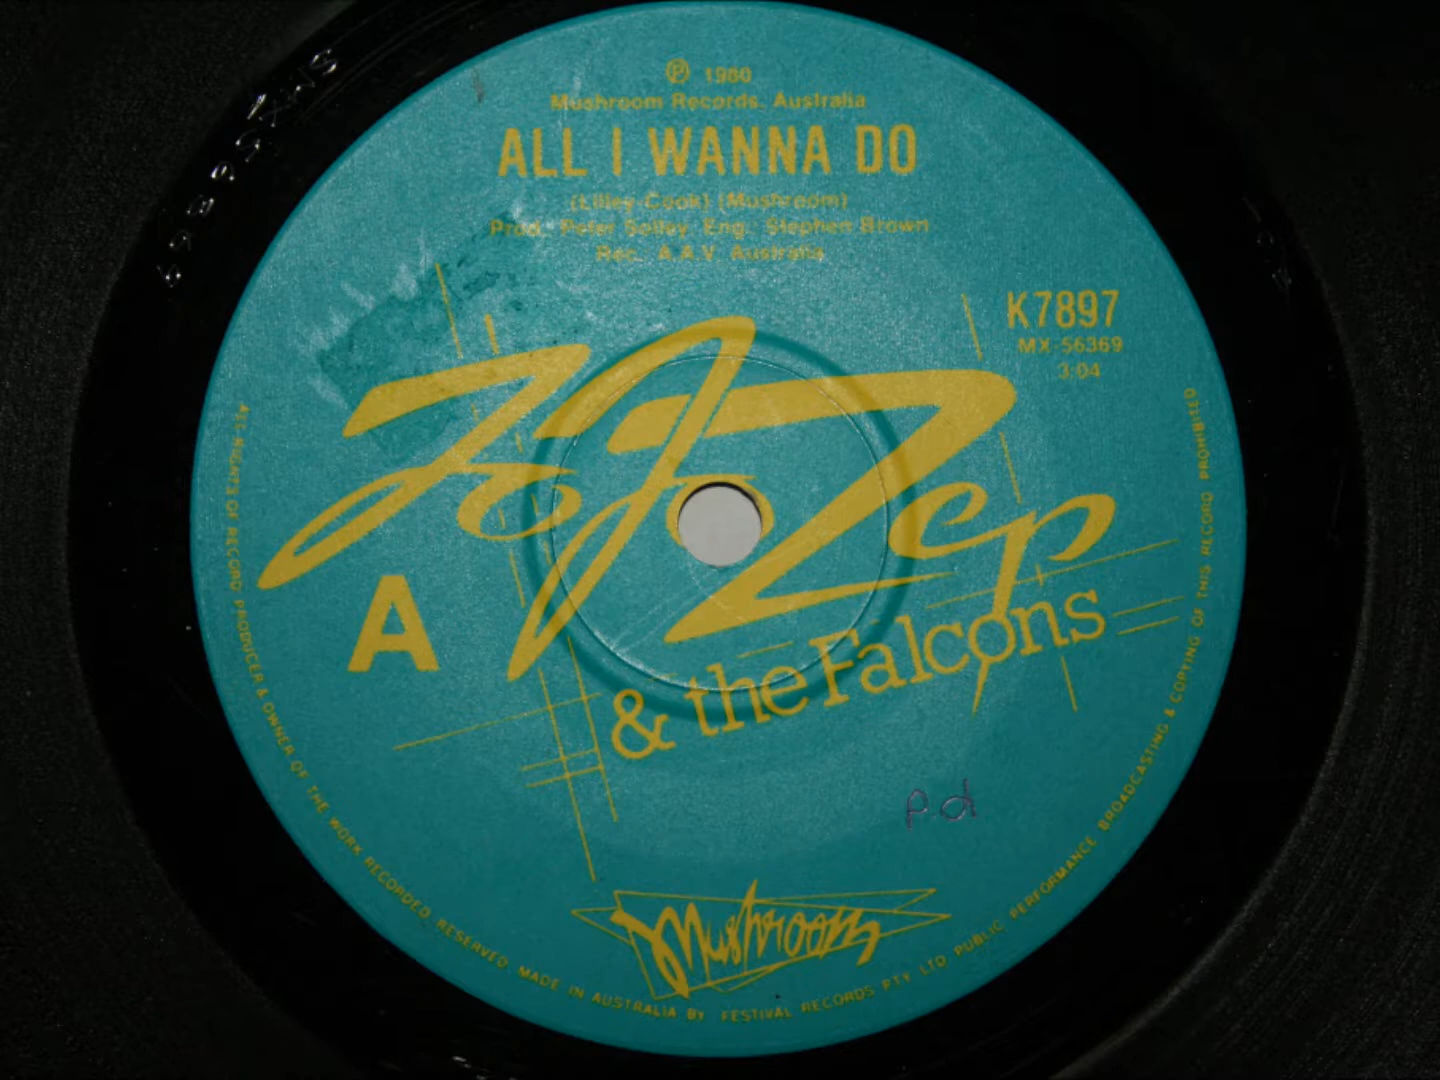 ℗ 1980
Mushroom Records. Australia
ALL I WANNA DO
(Lilley-Cook) (Mushroom)
Prod.: Peter Solley Eng.: Stephen Brown
Rec. A.A.V. Australia
K7897
MX-56369
3:04
Jo Jo Zep
A
& the Falcons
P.d
Mushroom
ALL RIGHTS OF RECORD PRODUCER & OWNER OF THE WORK RECORDED RESERVED. MADE IN AUSTRALIA BY FESTIVAL RECORDS PTY LTD PUBLIC PERFORMANCE BROADCASTING & COPYING OF THIS RECORD PROHIBITED